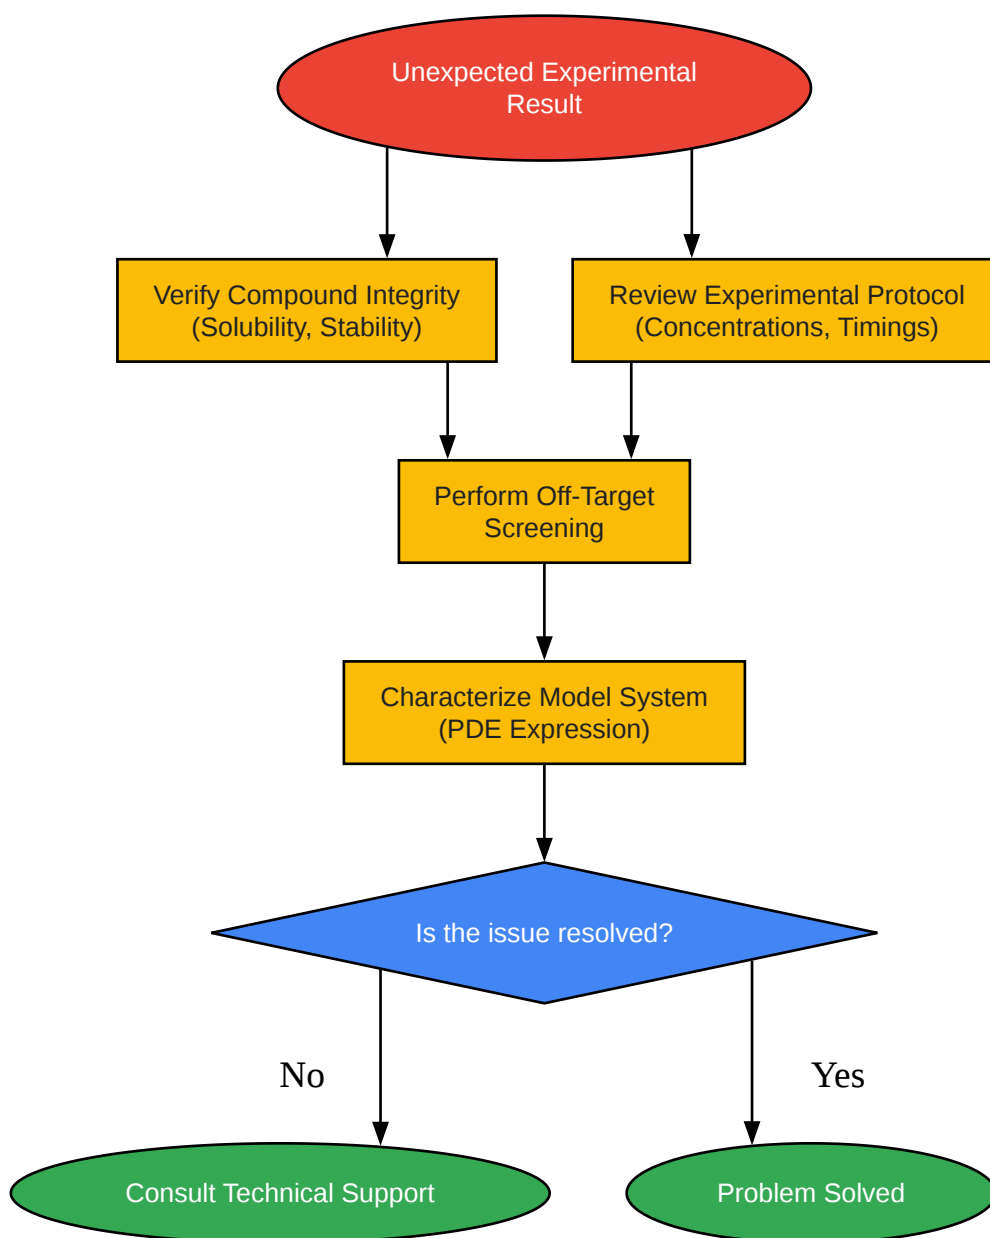 Unexpected Experimental
Result
Verify Compound Integrity
(Solubility, Stability)
Review Experimental Protocol
(Concentrations, Timings)
Perform Off-Target
Screening
Characterize Model System
(PDE Expression)
Is the issue resolved?
No
Yes
Consult Technical Support
Problem Solved